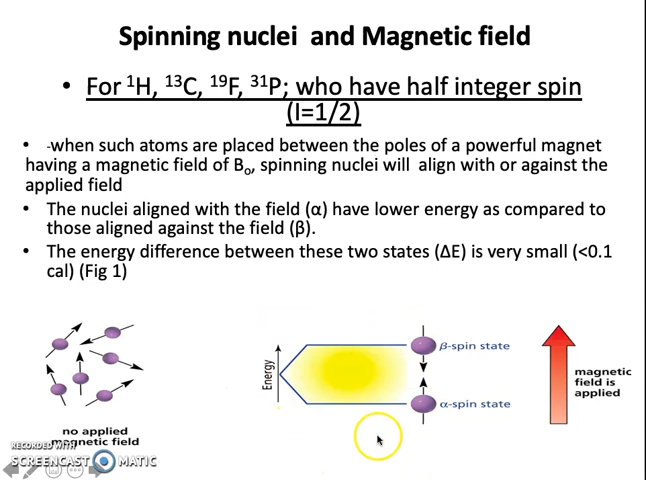 Spinning nuclei and Magnetic field
• For ¹H, ¹³C, ¹⁹F, ³¹P; who have half integer spin
(I=1/2)
• -when such atoms are placed between the poles of a powerful magnet
having a magnetic field of Bₒ, spinning nuclei will align with or against the
applied field
• The nuclei aligned with the field (α) have lower energy as compared to
those aligned against the field (β).
• The energy difference between these two states (ΔE) is very small (<0.1
cal) (Fig 1)
Energy
β-spin state
α-spin state
magnetic
field is
applied
no applied
magnetic field
RECORDED WITH
SCREENCAST MATIC